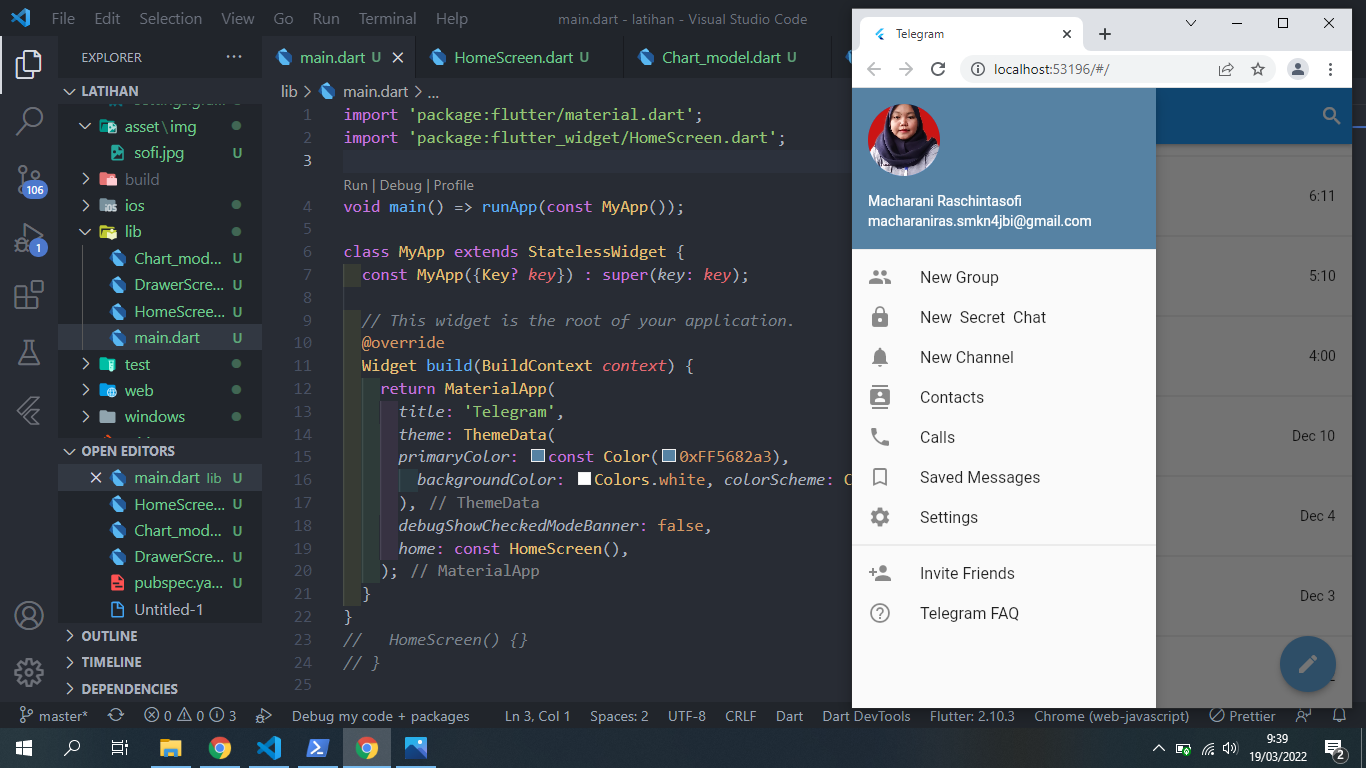 File Edit Selection View Go Run Terminal Help main.dart - latihan - Visual Studio Code
EXPLORER
LATIHAN
asset\img
sofi.jpg U
build
ios
lib
Chart_mod... U
DrawerScre... U
HomeScree... U
main.dart U
test
web
windows
OPEN EDITORS
main.dart lib U
HomeScree... U
Chart_mod... U
DrawerScre... U
pubspec.ya... U
Untitled-1
OUTLINE
TIMELINE
DEPENDENCIES
106
1
main.dart U HomeScreen.dart U Chart_model.dart U
lib > main.dart > ...
1 import 'package:flutter/material.dart';
2 import 'package:flutter_widget/HomeScreen.dart';
3
Run | Debug | Profile
4 void main() => runApp(const MyApp());
5
6 class MyApp extends StatelessWidget {
7 const MyApp({Key? key}) : super(key: key);
8
9 // This widget is the root of your application.
10 @override
11 Widget build(BuildContext context) {
12 return MaterialApp(
13 title: 'Telegram',
14 theme: ThemeData(
15 primaryColor: const Color(0xFF5682a3),
16 backgroundColor: Colors.white, colorScheme: C
17 ), // ThemeData
18 debugShowCheckedModeBanner: false,
19 home: const HomeScreen(),
20 ); // MaterialApp
21 }
22 }
23 // HomeScreen() {}
24 // }
25
Telegram
localhost:53196/#/
Macharani Raschintasofi
macharaniras.smkn4jbi@gmail.com
New Group
New Secret Chat
New Channel
Contacts
Calls
Saved Messages
Settings
Invite Friends
Telegram FAQ
6:11
5:10
4:00
Dec 10
Dec 4
Dec 3
master* 0 0 3 Debug my code + packages Ln 3, Col 1 Spaces: 2 UTF-8 CRLF Dart Dart DevTools Flutter: 2.10.3 Chrome (web-javascript) Prettier
9:39
19/03/2022
2